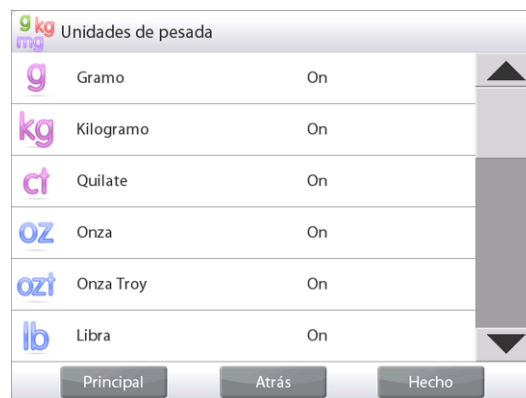 g kg mg Unidades de pesada
g Gramo On
kg Kilogramo On
ct Quilate On
oz Onza On
ozt Onza Troy On
lb Libra On
Principal Atrás Hecho